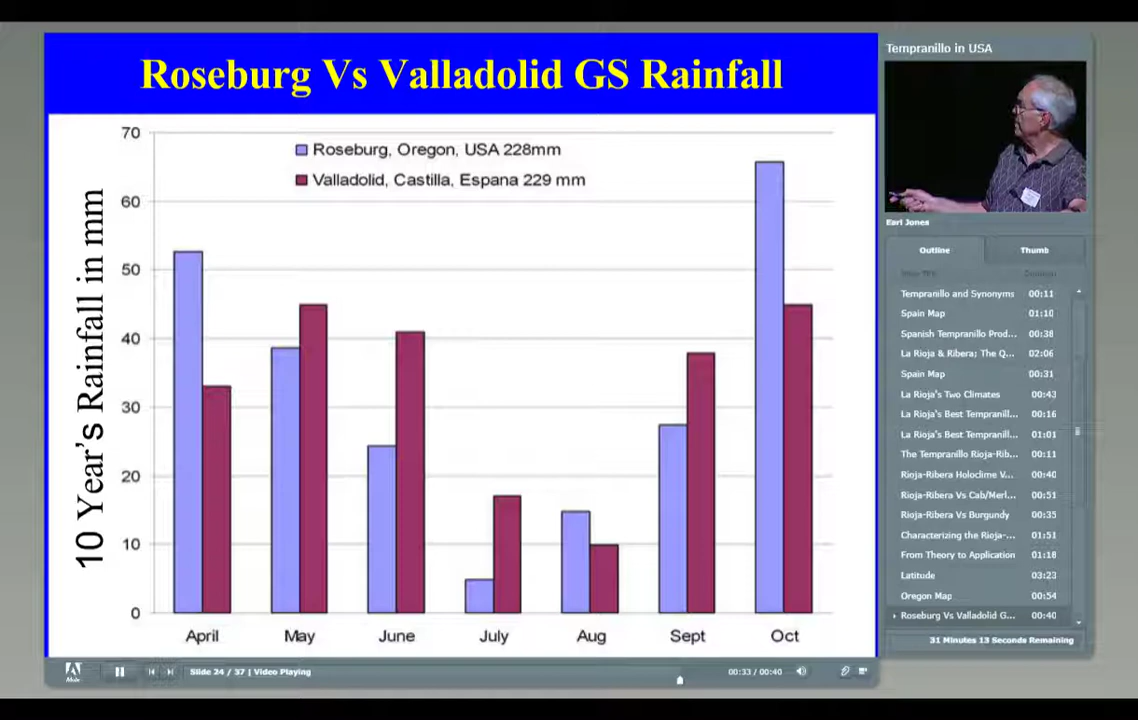 Roseburg Vs Valladolid GS Rainfall
10 Year's Rainfall in mm
70
60
50
40
30
20
10
0
Roseburg, Oregon, USA 228mm
Valladolid, Castilla, Espana 229 mm
April May June July Aug Sept Oct
Tempranillo in USA
Earl Jones
Outline Thumb
Tempranillo and Synonyms 00:11
Spain Map 01:10
Spanish Tempranillo Prod... 00:38
La Rioja & Ribera; The Q... 02:06
Spain Map 00:31
La Rioja's Two Climates 00:43
La Rioja's Best Tempranill... 00:16
La Rioja's Best Tempranill... 01:01
The Tempranillo Rioja-Rib... 00:11
Rioja-Ribera Holoclime V... 00:40
Rioja-Ribera Vs Cab/Merl... 00:51
Rioja-Ribera Vs Burgundy 00:35
Characterizing the Rioja-... 01:51
From Theory to Application 01:18
Latitude 03:23
Oregon Map 00:54
Roseburg Vs Valladolid G... 00:40
31 Minutes 13 Seconds Remaining
Slide 24 / 37 | Video Playing
00:33 / 00:40